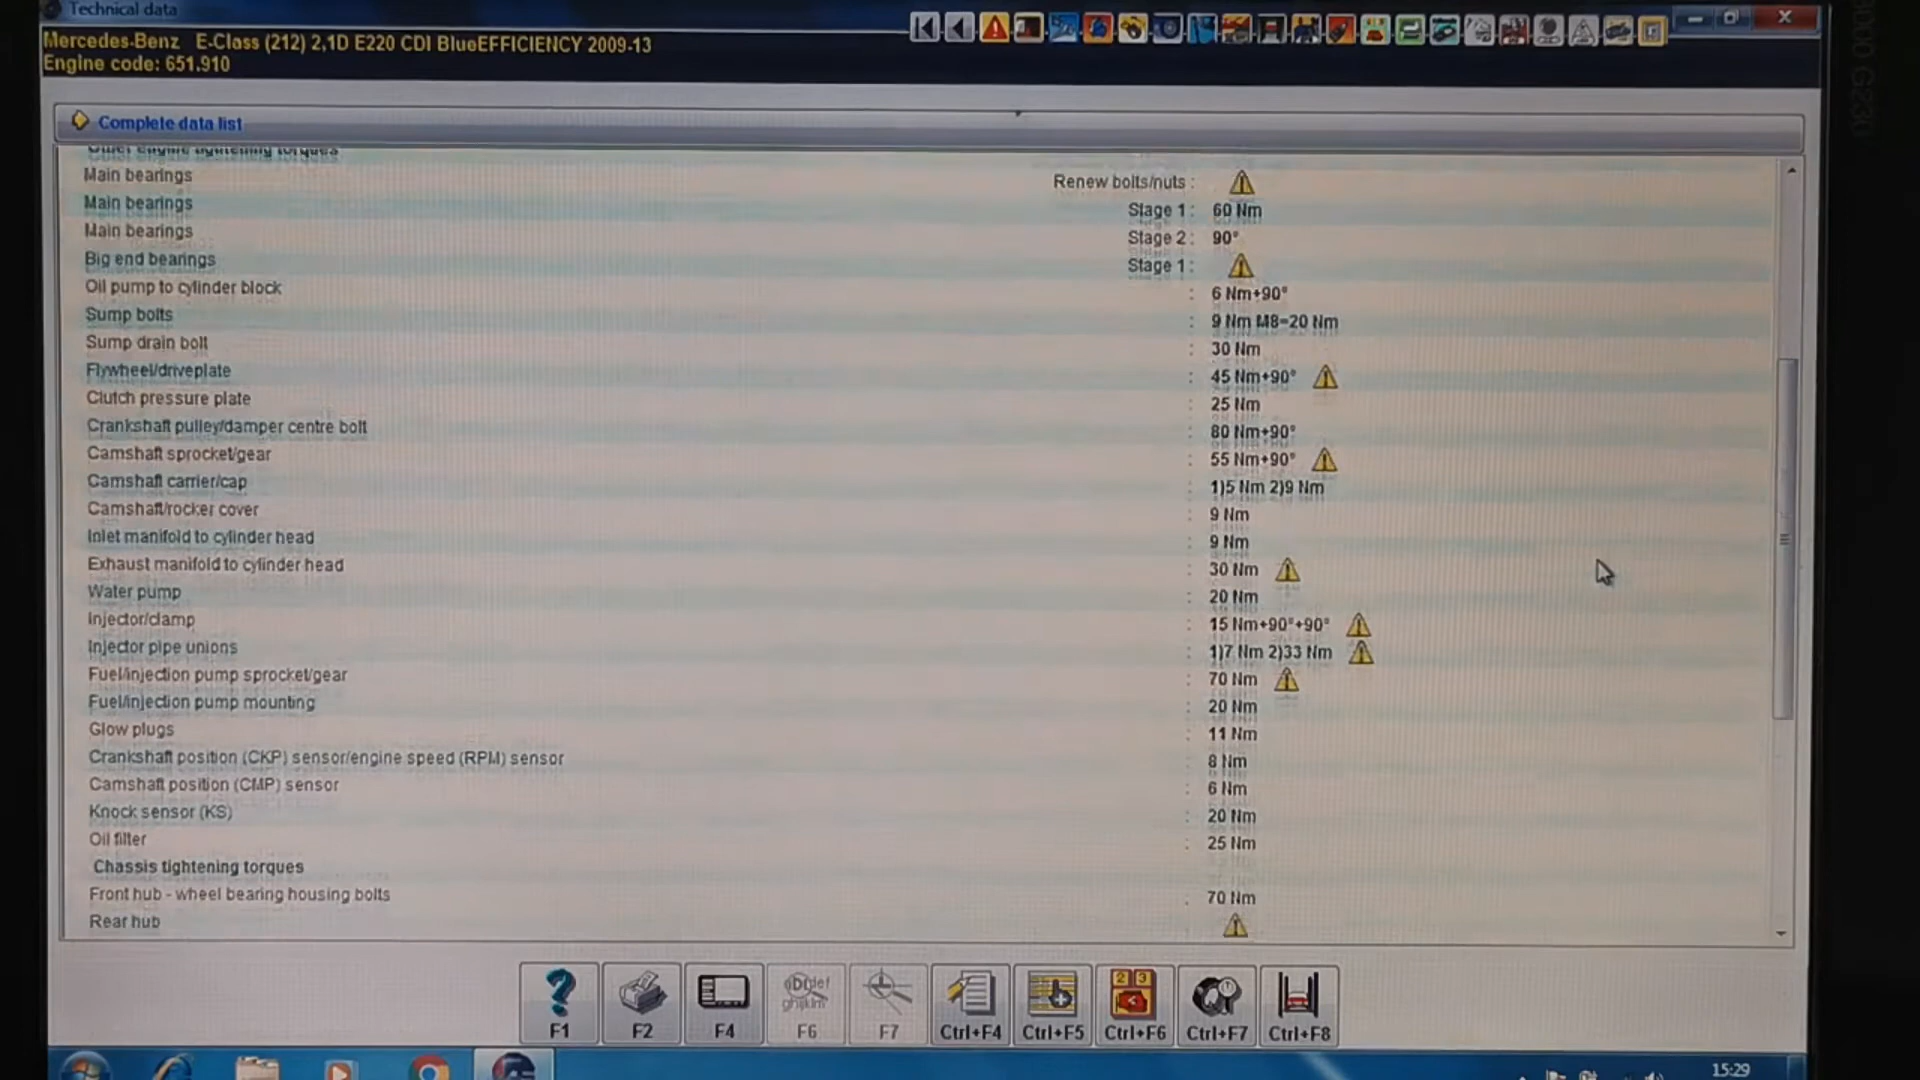 Technical data
Mercedes-Benz E-Class (212) 2,1D E220 CDI BlueEFFICIENCY 2009-13
Engine code: 651.910
Complete data list
Other engine tightening torques
Main bearings Renew bolts/nuts :
Main bearings Stage 1 : 60 Nm
Main bearings Stage 2 : 90°
Big end bearings Stage 1 :
Oil pump to cylinder block : 6 Nm+90°
Sump bolts : 9 Nm M8=20 Nm
Sump drain bolt : 30 Nm
Flywheel/driveplate : 45 Nm+90°
Clutch pressure plate : 25 Nm
Crankshaft pulley/damper centre bolt : 80 Nm+90°
Camshaft sprocket/gear : 55 Nm+90°
Camshaft carrier/cap : 1)5 Nm 2)9 Nm
Camshaft/rocker cover : 9 Nm
Inlet manifold to cylinder head : 9 Nm
Exhaust manifold to cylinder head : 30 Nm
Water pump : 20 Nm
Injector/clamp : 15 Nm+90°+90°
Injector pipe unions : 1)7 Nm 2)33 Nm
Fuel/injection pump sprocket/gear : 70 Nm
Fuel/injection pump mounting : 20 Nm
Glow plugs : 11 Nm
Crankshaft position (CKP) sensor/engine speed (RPM) sensor : 8 Nm
Camshaft position (CMP) sensor : 6 Nm
Knock sensor (KS) : 20 Nm
Oil filter : 25 Nm
Chassis tightening torques
Front hub - wheel bearing housing bolts : 70 Nm
Rear hub :
F1 F2 F4 F6 F7 Ctrl+F4 Ctrl+F5 Ctrl+F6 Ctrl+F7 Ctrl+F8
15:29